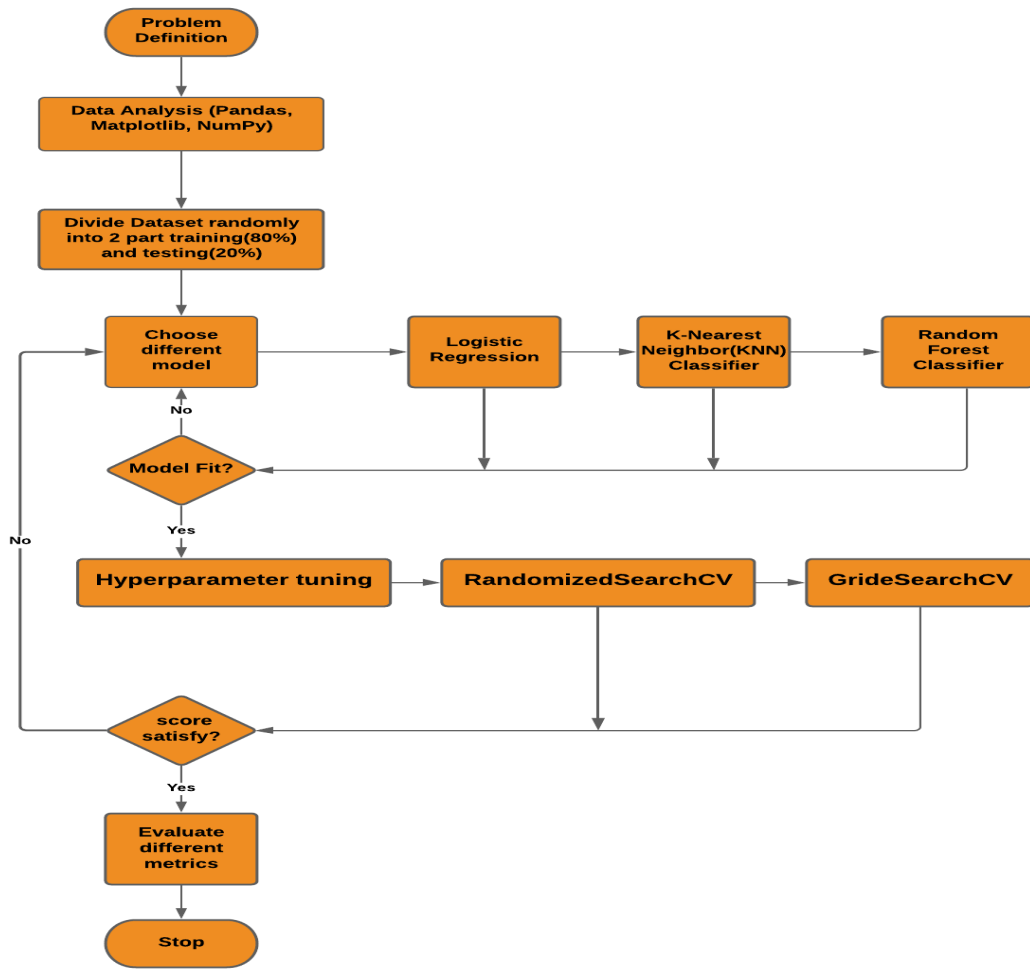 Problem
Definition
Data Analysis (Pandas,
Matplotlib, NumPy)
Divide Dataset randomly
into 2 part training(80%)
and testing(20%)
Choose
different
model
Logistic
Regression
K-Nearest
Neighbor(KNN)
Classifier
Random
Forest
Classifier
No
Model Fit?
Yes
No
Hyperparameter tuning
RandomizedSearchCV
GrideSearchCV
score
satisfy?
Yes
Evaluate
different
metrics
Stop